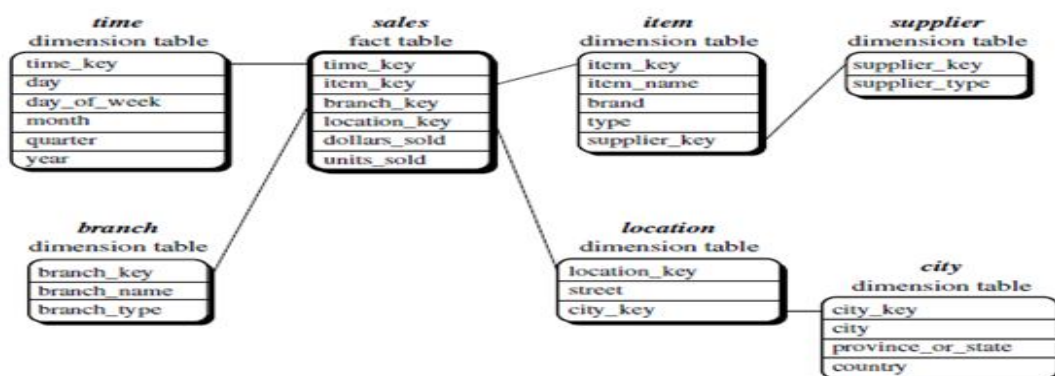 time
dimension table
time_key
day
day_of_week
month
quarter
year
sales
fact table
time_key
item_key
branch_key
location_key
dollars_sold
units_sold
item
dimension table
item_key
item_name
brand
type
supplier_key
supplier
dimension table
supplier_key
supplier_type
branch
dimension table
branch_key
branch_name
branch_type
location
dimension table
location_key
street
city_key
city
dimension table
city_key
city
province_or_state
country